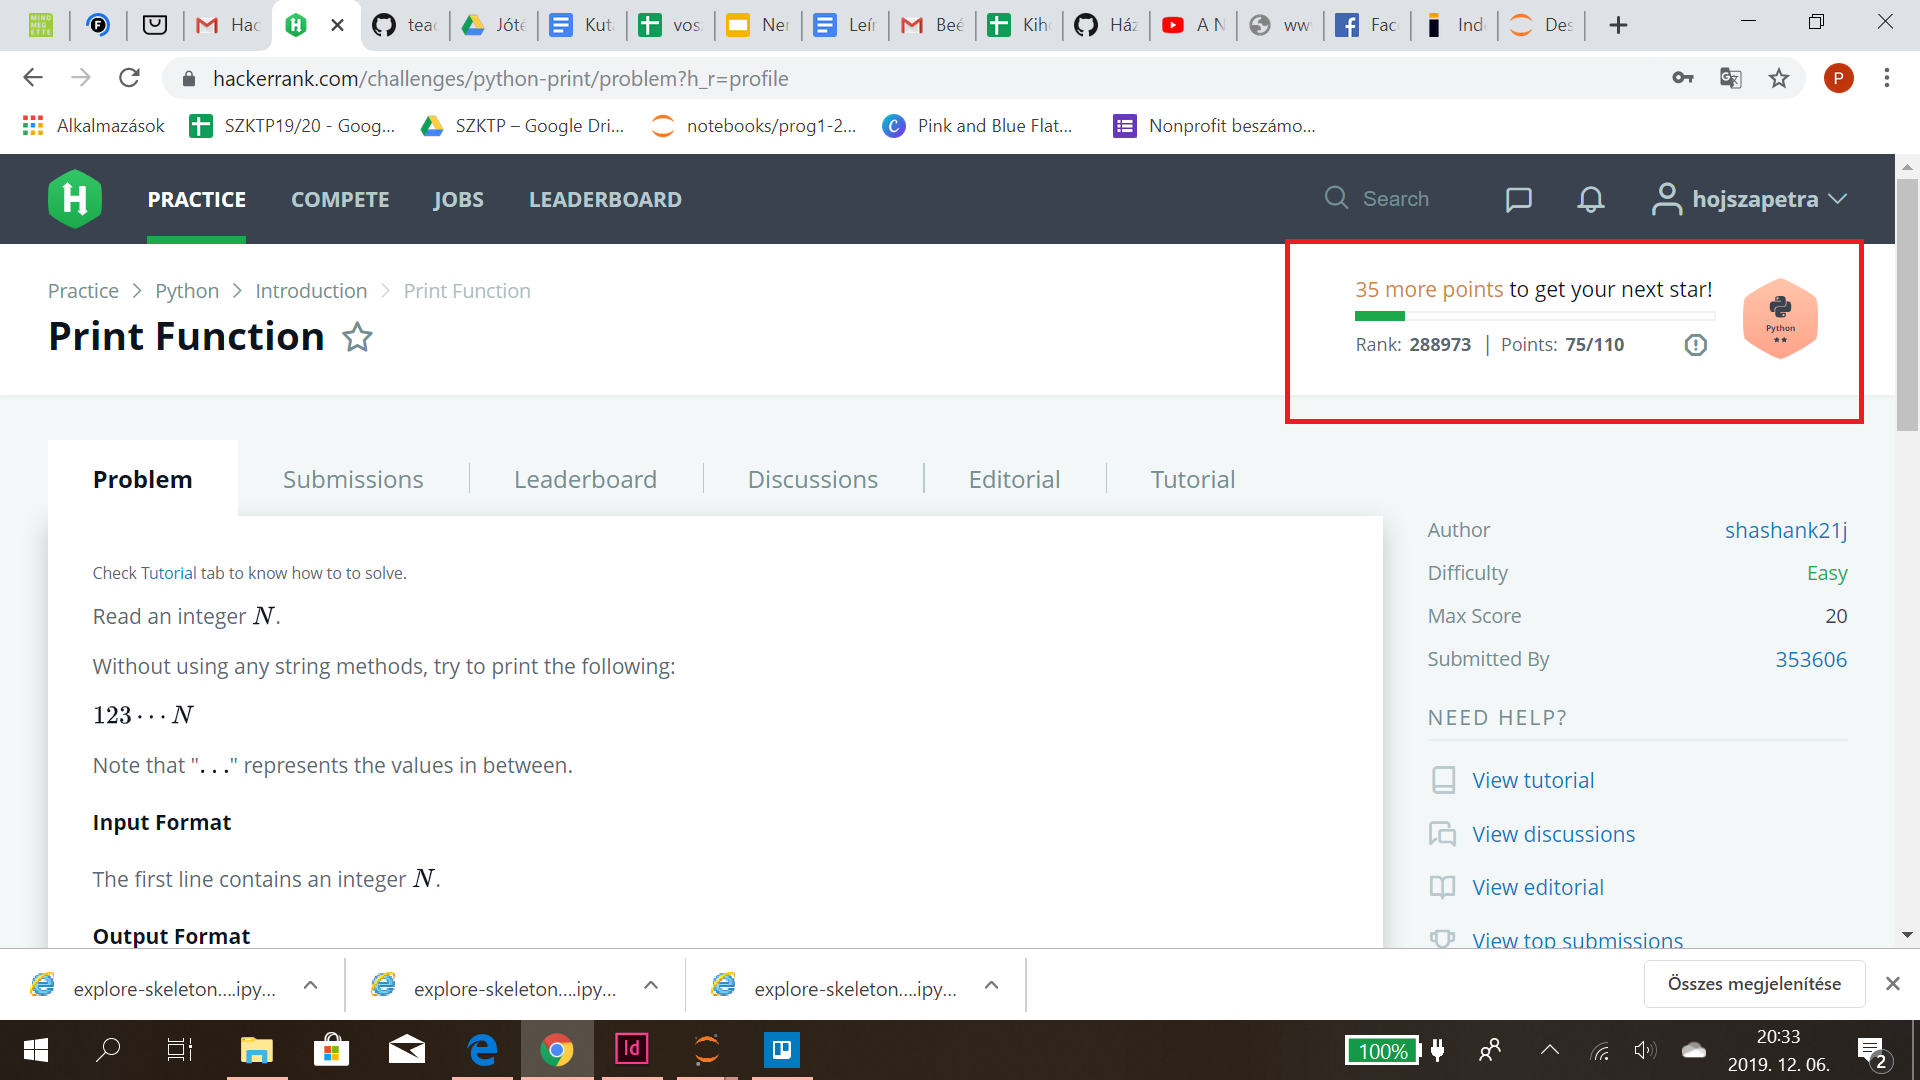 Hac
teac
Jóté
Kuta
vos
Ner
Leír
Beé
Kiho
Ház
A N
ww
Fac
Ind
Des
hackerrank.com/challenges/python-print/problem?h_r=profile
P
Alkalmazások
SZKTP19/20 - Goog...
SZKTP – Google Dri...
notebooks/prog1-2...
Pink and Blue Flat...
Nonprofit beszámo...
PRACTICE
COMPETE
JOBS
LEADERBOARD
Search
hojszapetra
Practice > Python > Introduction > Print Function
Print Function
35 more points to get your next star!
Rank: 288973 | Points: 75/110
Python
Problem
Submissions
Leaderboard
Discussions
Editorial
Tutorial
Check Tutorial tab to know how to to solve.
Read an integer N.
Without using any string methods, try to print the following:
123 ⋯ N
Note that "..." represents the values in between.
Input Format
The first line contains an integer N.
Output Format
Author shashank21j
Difficulty Easy
Max Score 20
Submitted By 353606
NEED HELP?
View tutorial
View discussions
View editorial
View top submissions
explore-skeleton....ipy...
explore-skeleton....ipy...
explore-skeleton....ipy...
Összes megjelenítése
Id
100%
20:33
2019. 12. 06.
2